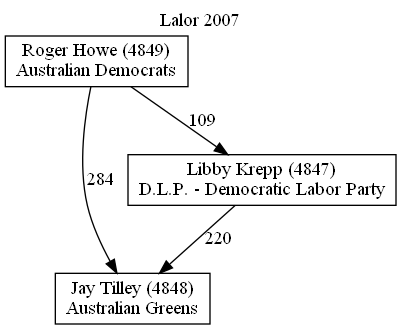 Lalor 2007
Roger Howe (4849)
Australian Democrats
109
Libby Krepp (4847)
D.L.P. - Democratic Labor Party
284
220
Jay Tilley (4848)
Australian Greens